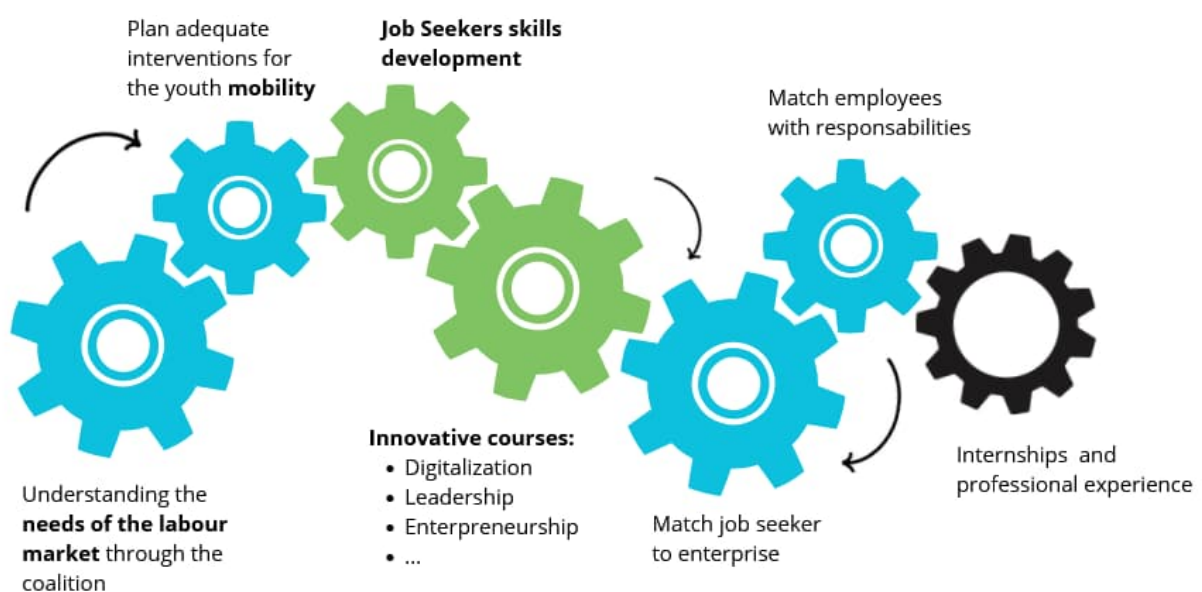 Plan adequate
interventions for
the youth mobility
Job Seekers skills
development
Match employees
with responsabilities
Innovative courses:
• Digitalization
• Leadership
• Enterpreneurship
• ...
Understanding the
needs of the labour
market through the
coalition
Match job seeker
to enterprise
Internships and
professional experience